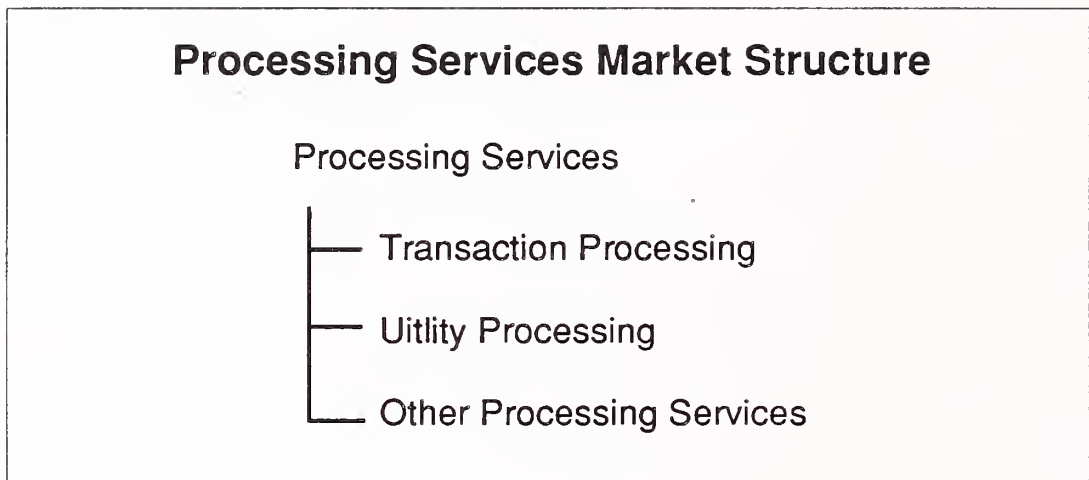 Processing Services Market Structure
Processing Services
Transaction Processing
Uitlity Processing
Other Processing Services